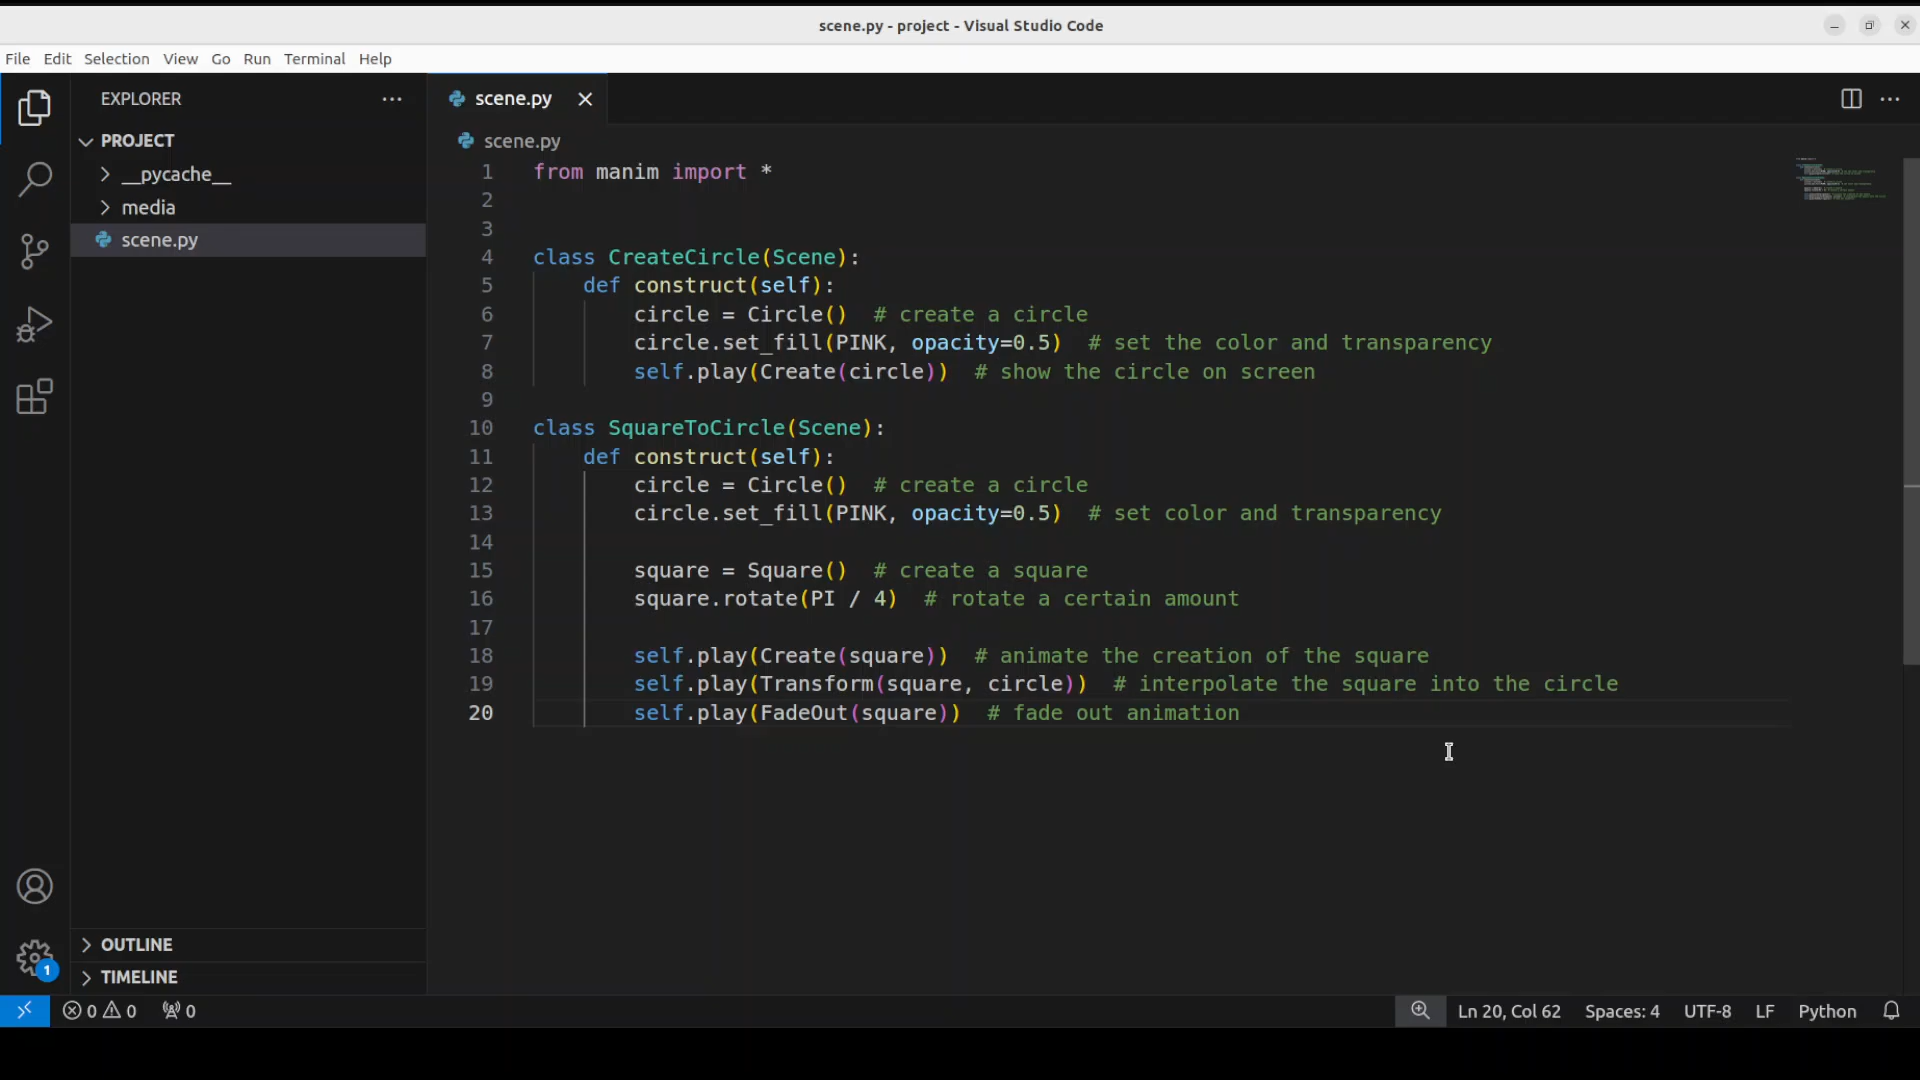 scene.py - project - Visual Studio Code
File Edit Selection View Go Run Terminal Help
EXPLORER
PROJECT
__pycache__
media
scene.py
OUTLINE
TIMELINE
scene.py
scene.py
1 from manim import *
2
3
4 class CreateCircle(Scene):
5     def construct(self):
6         circle = Circle()  # create a circle
7         circle.set_fill(PINK, opacity=0.5)  # set the color and transparency
8         self.play(Create(circle))  # show the circle on screen
9
10 class SquareToCircle(Scene):
11     def construct(self):
12         circle = Circle()  # create a circle
13         circle.set_fill(PINK, opacity=0.5)  # set color and transparency
14
15         square = Square()  # create a square
16         square.rotate(PI / 4)  # rotate a certain amount
17
18         self.play(Create(square))  # animate the creation of the square
19         self.play(Transform(square, circle))  # interpolate the square into the circle
20         self.play(FadeOut(square))  # fade out animation
1
0 0 0 Ln 20, Col 62 Spaces: 4 UTF-8 LF Python